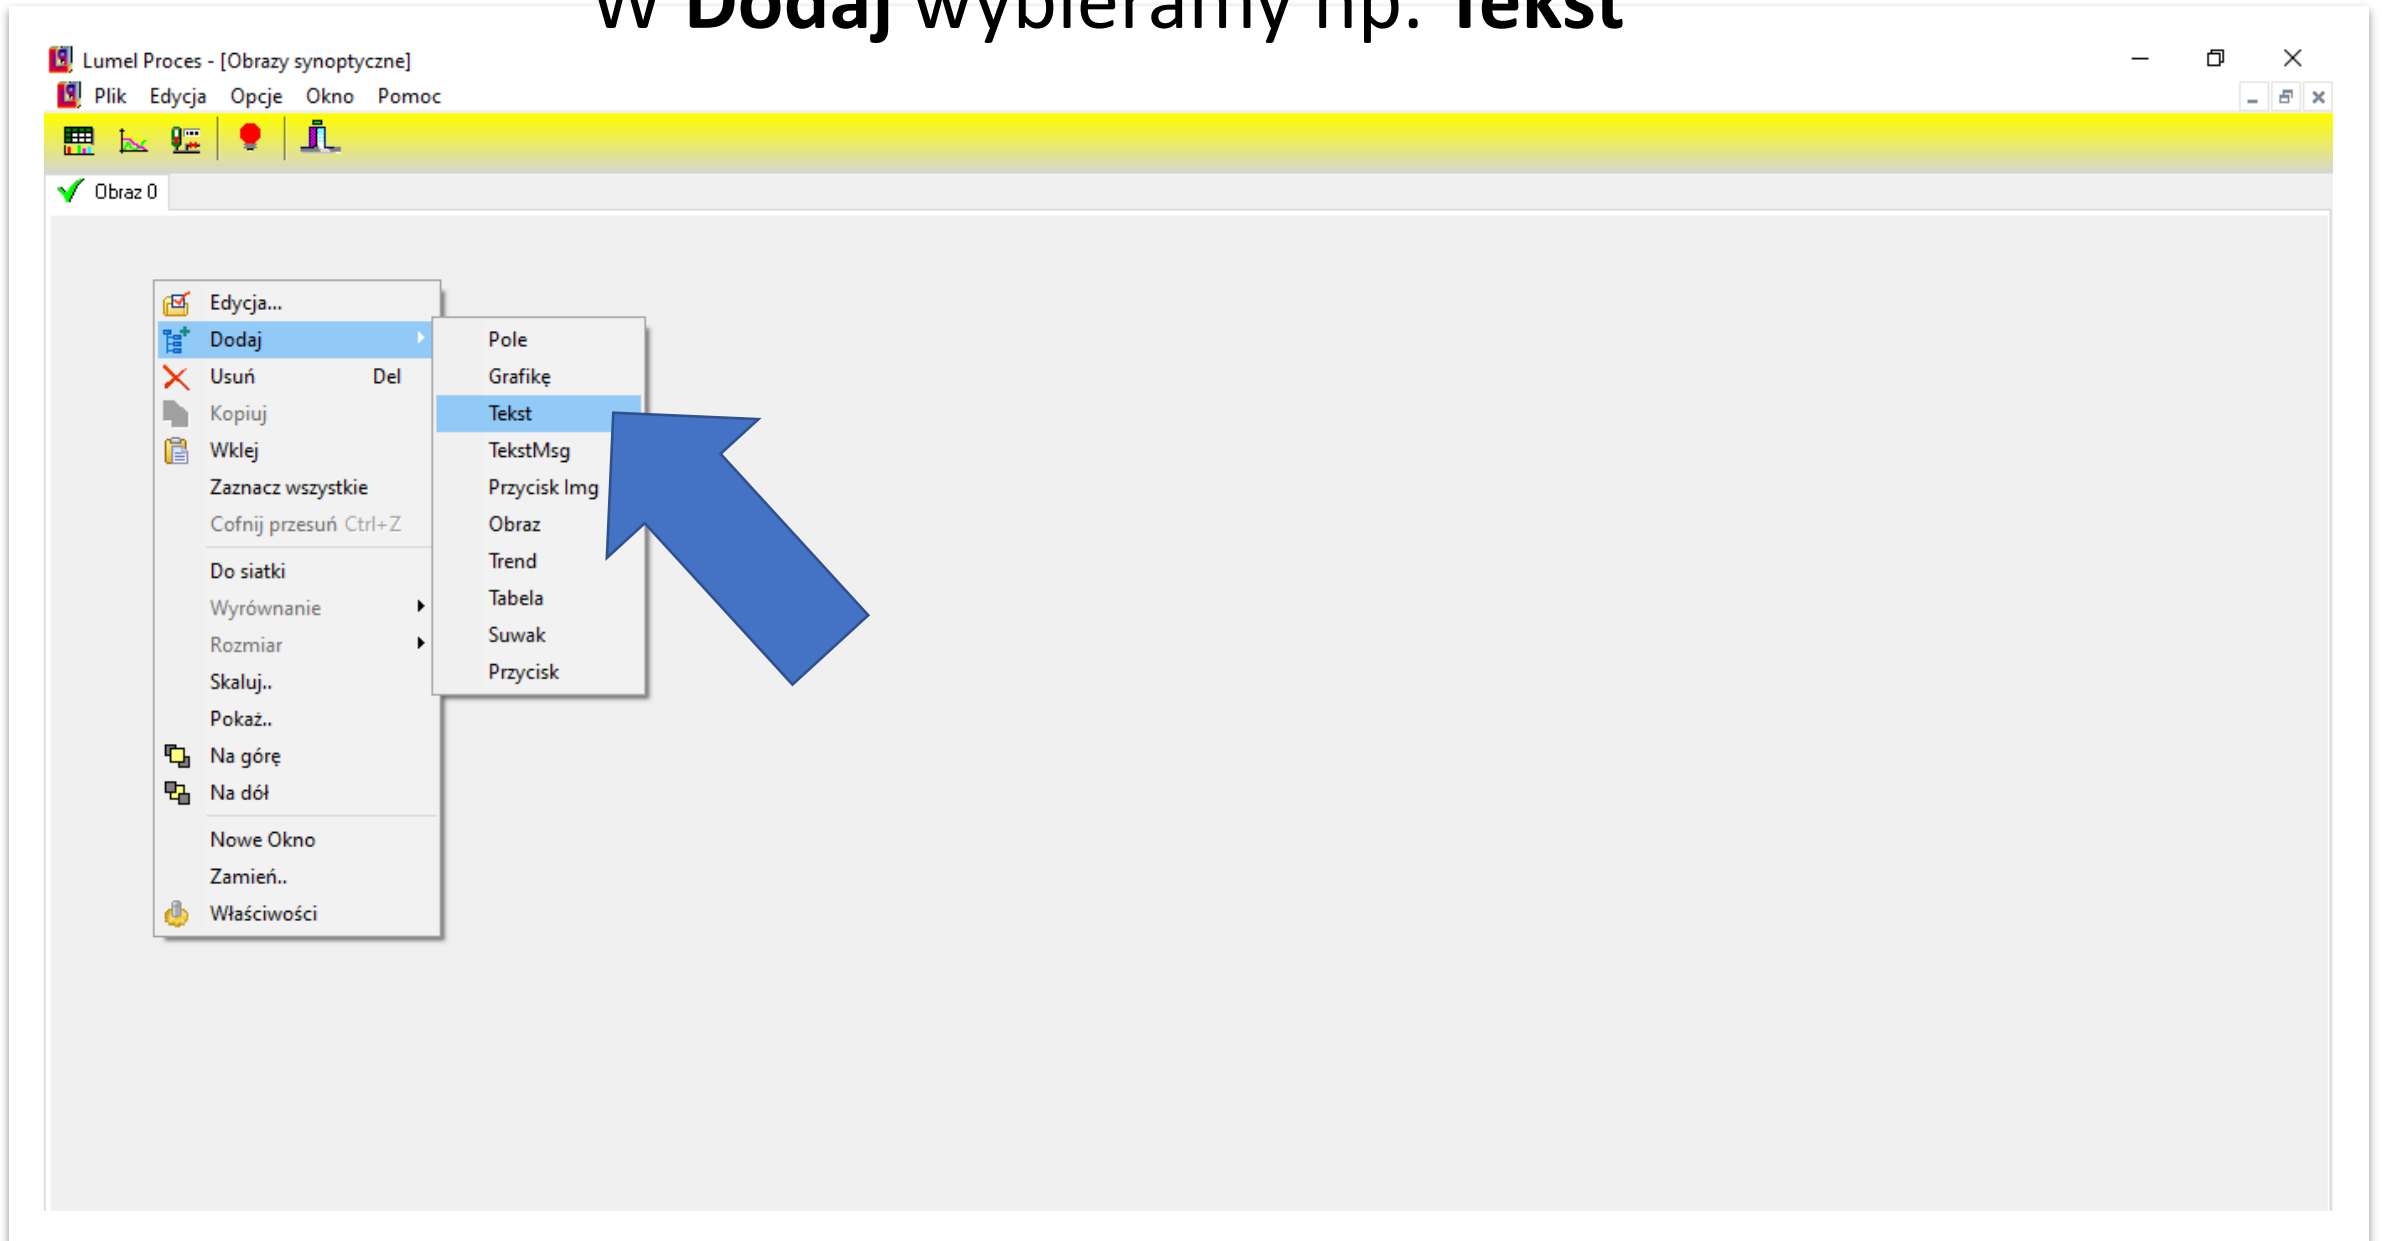 W Dodaj wybieramy np. Tekst
Lumel Proces - [Obrazy synoptyczne]
Plik Edycja Opcje Okno Pomoc
Obraz 0
Edycja...
Dodaj
Usuń Del
Kopiuj
Wklej
Zaznacz wszystkie
Cofnij przesuń Ctrl+Z
Do siatki
Wyrównanie
Rozmiar
Skaluj..
Pokaż..
Na górę
Na dół
Nowe Okno
Zamień..
Właściwości
Pole
Grafikę
Tekst
TekstMsg
Przycisk Img
Obraz
Trend
Tabela
Suwak
Przycisk